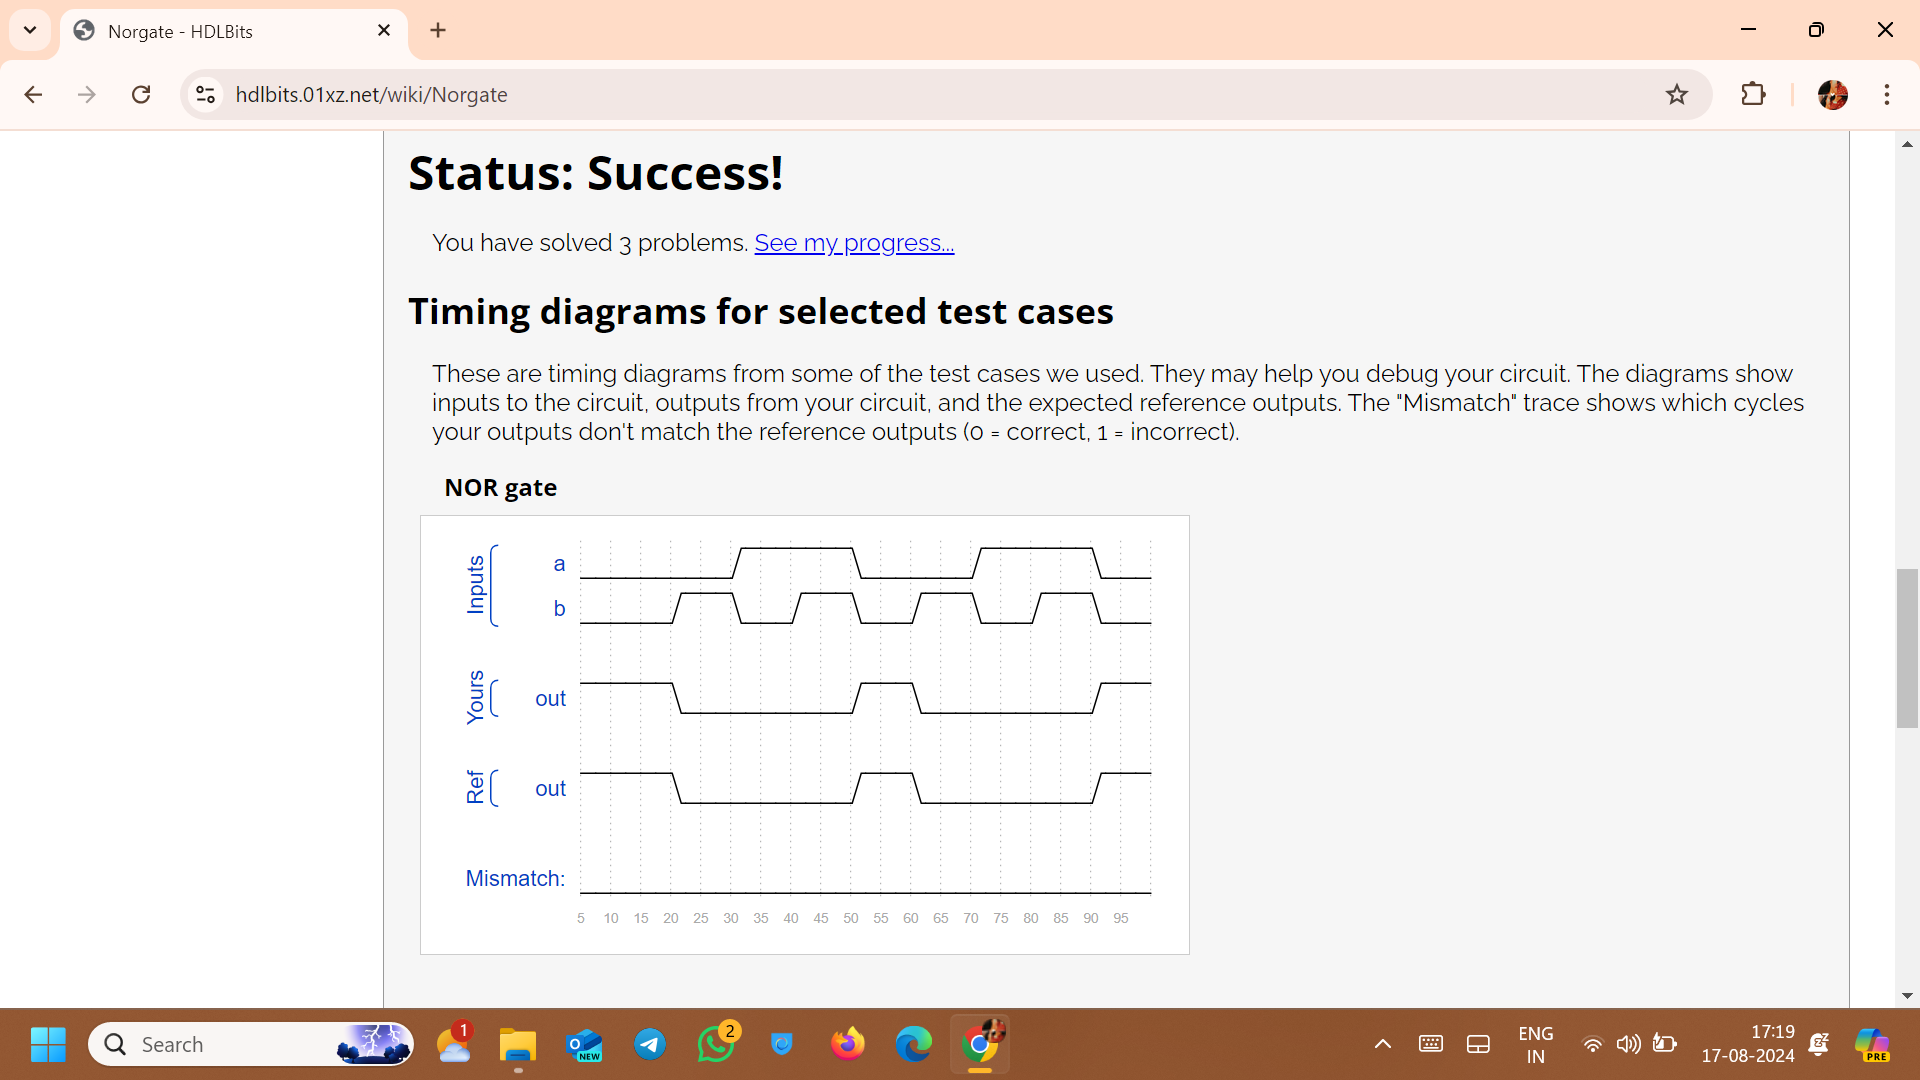 Norgate - HDLBits
hdlbits.01xz.net/wiki/Norgate
Status: Success!
You have solved 3 problems. See my progress...
Timing diagrams for selected test cases
These are timing diagrams from some of the test cases we used. They may help you debug your circuit. The diagrams show
inputs to the circuit, outputs from your circuit, and the expected reference outputs. The "Mismatch" trace shows which cycles
your outputs don't match the reference outputs (0 = correct, 1 = incorrect).
NOR gate
Inputs
a
b
Yours
out
Ref
out
Mismatch:
5 10 15 20 25 30 35 40 45 50 55 60 65 70 75 80 85 90 95
Search
1
NEW
2
ENG
IN
17:19
17-08-2024
PRE